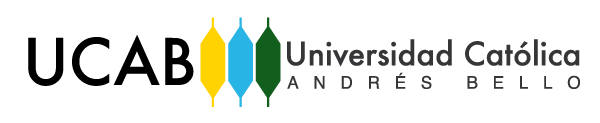 UCAB
Universidad Católica
ANDRÉS BELLO